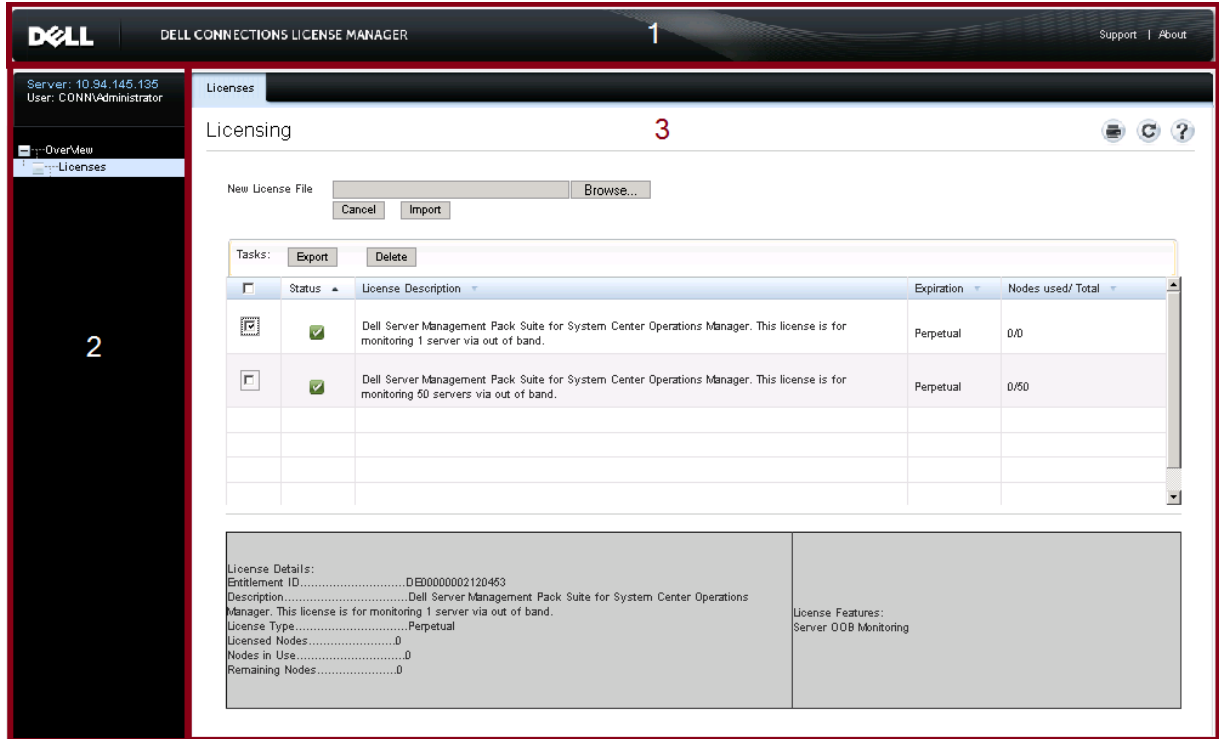 DELL
DELL CONNECTIONS LICENSE MANAGER
1
Support | About
Server: 10.94.145.135
User: CONN\Administrator
OverView
Licenses
2
Licenses
Licensing
3
?
New License File
Browse...
Cancel
Import
Tasks:
Export
Delete
Status
License Description
Expiration
Nodes used/ Total
Dell Server Management Pack Suite for System Center Operations Manager. This license is for
monitoring 1 server via out of band.
Perpetual
0/0
Dell Server Management Pack Suite for System Center Operations Manager. This license is for
monitoring 50 servers via out of band.
Perpetual
0/50
License Details:
Entitlement ID...........................DE00000002120453
Description...............................Dell Server Management Pack Suite for System Center Operations
Manager. This license is for monitoring 1 server via out of band.
License Type............................Perpetual
Licensed Nodes......................0
Nodes in Use...........................0
Remaining Nodes....................0
License Features:
Server OOB Monitoring